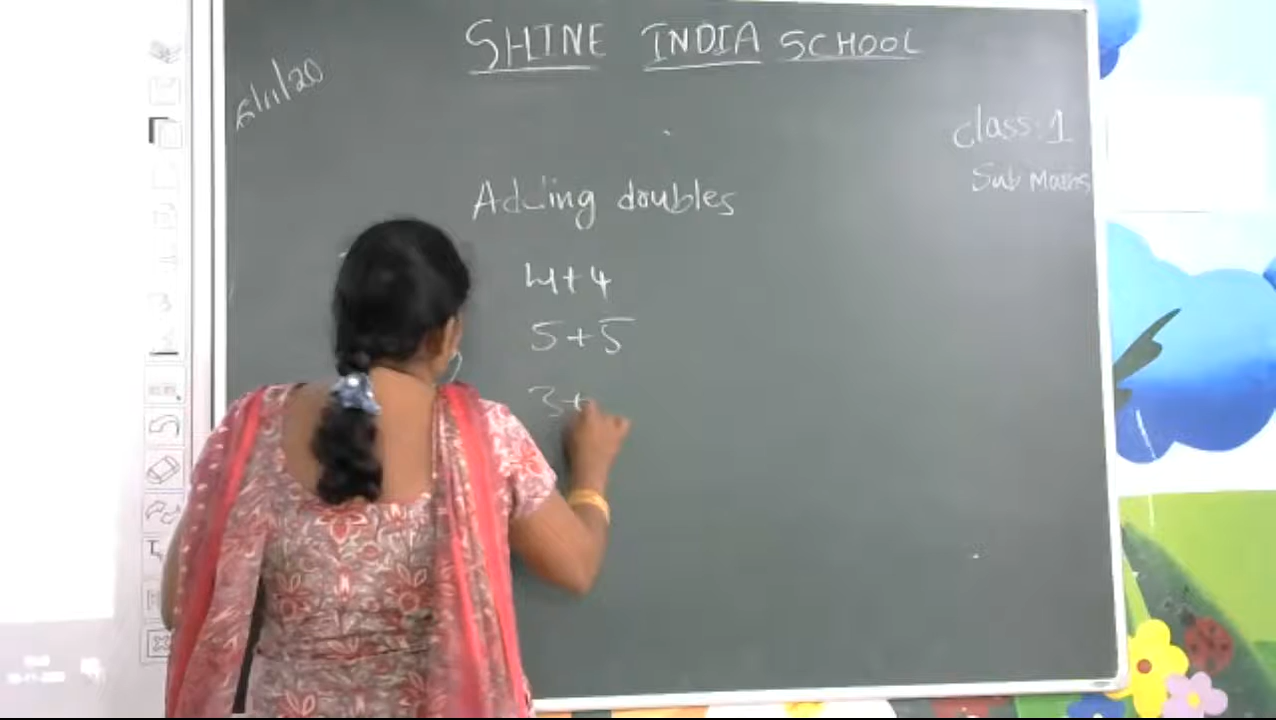 SHINE INDIA SCHOOL
6/11/20
class: 1
Sub Maths
Adding doubles
4+4
5+5
3+